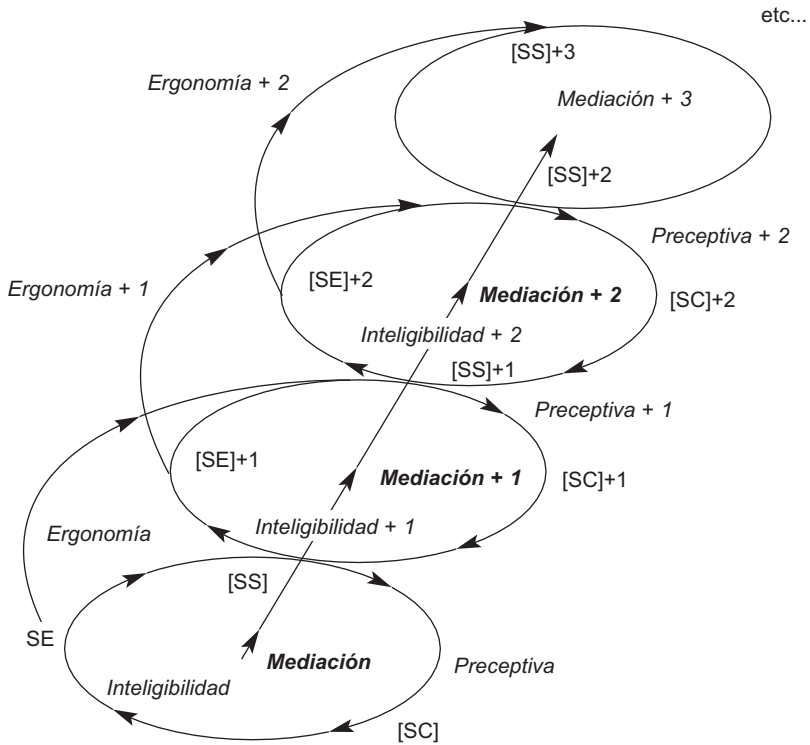 etc...
[SS]+3
Ergonomía + 2
Mediación + 3
[SS]+2
Preceptiva + 2
Ergonomía + 1
[SE]+2
Mediación + 2
[SC]+2
Inteligibilidad + 2
[SS]+1
Preceptiva + 1
[SE]+1
Mediación + 1
[SC]+1
Inteligibilidad + 1
Ergonomía
[SS]
SE
Mediación
Preceptiva
Inteligibilidad
[SC]